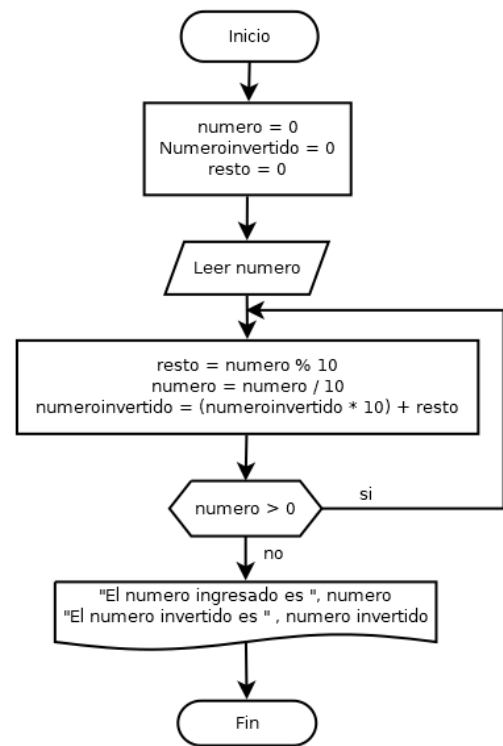 Inicio
numero = 0
Numeroinvertido = 0
resto = 0
Leer numero
resto = numero % 10
numero = numero / 10
numeroinvertido = (numeroinvertido * 10) + resto
numero > 0
si
no
"El numero ingresado es ", numero
"El numero invertido es " , numero invertido
Fin